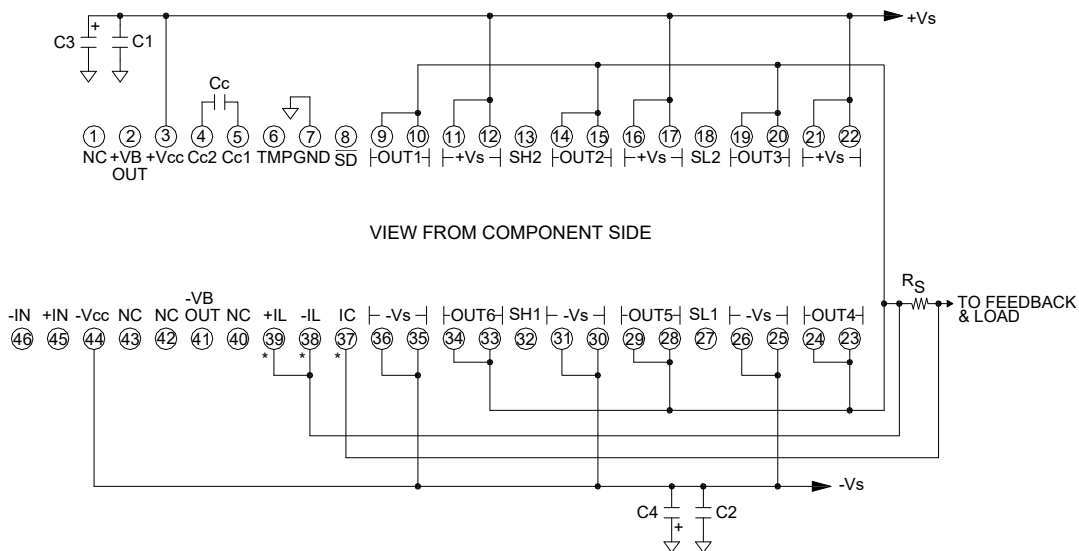 +Vs
C3 + C1
Cc
1 2 3 4 5 6 7 8 9 10 11 12 13 14 15 16 17 18 19 20 21 22
NC +VB OUT +Vcc Cc2 Cc1 TMP GND SD OUT1 +Vs SH2 OUT2 +Vs SL2 OUT3 +Vs
VIEW FROM COMPONENT SIDE
RS
TO FEEDBACK
& LOAD
-IN +IN -Vcc NC NC -VB OUT NC +IL -IL IC -Vs OUT6 SH1 -Vs OUT5 SL1 -Vs OUT4
46 45 44 43 42 41 40 39 38 37 36 35 34 33 32 31 30 29 28 27 26 25 24 23
* * *
-Vs
C4 + C2